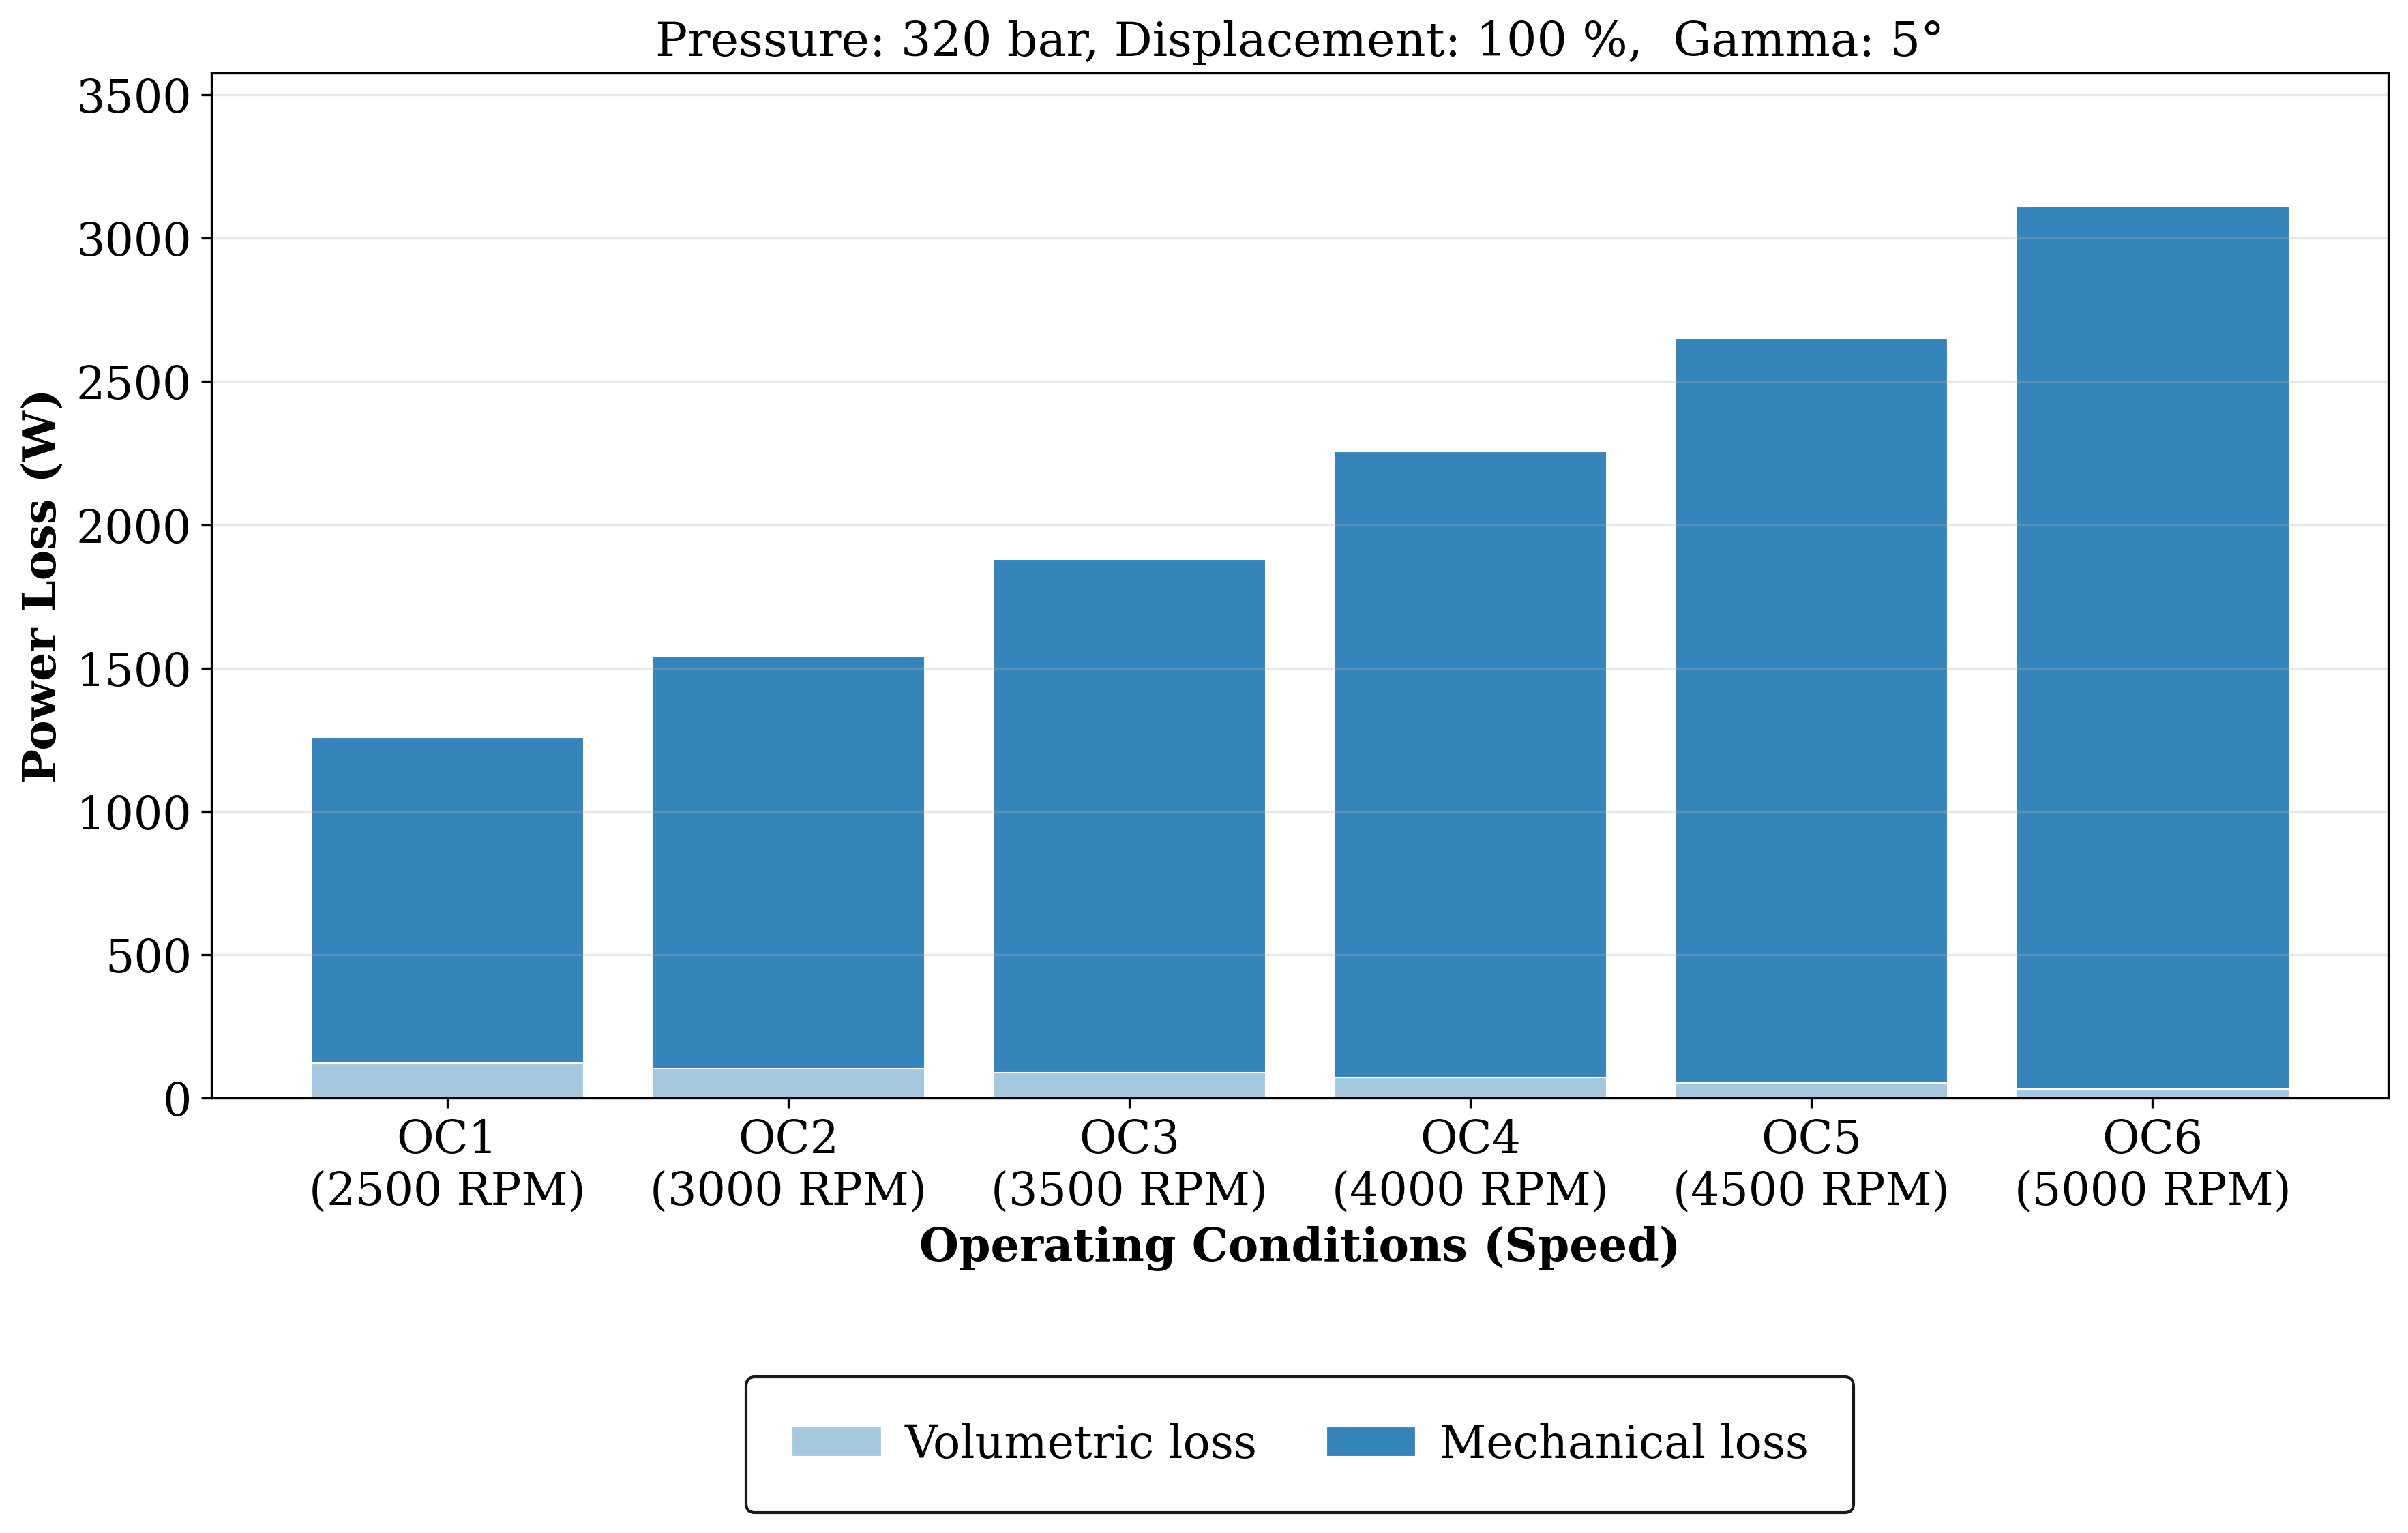 Pressure: 320 bar, Displacement: 100 %,  Gamma: 5°
Power Loss (W)
3500
3000
2500
2000
1500
1000
500
0
OC1 OC2 OC3 OC4 OC5 OC6
(2500 RPM) (3000 RPM) (3500 RPM) (4000 RPM) (4500 RPM) (5000 RPM)
Operating Conditions (Speed)
Volumetric loss Mechanical loss